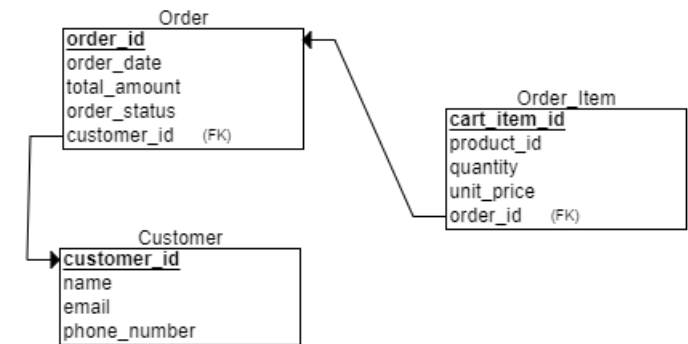 Order
order_id
order_date
total_amount
order_status
customer_id (FK)
Order_Item
cart_item_id
product_id
quantity
unit_price
order_id (FK)
Customer
customer_id
name
email
phone_number